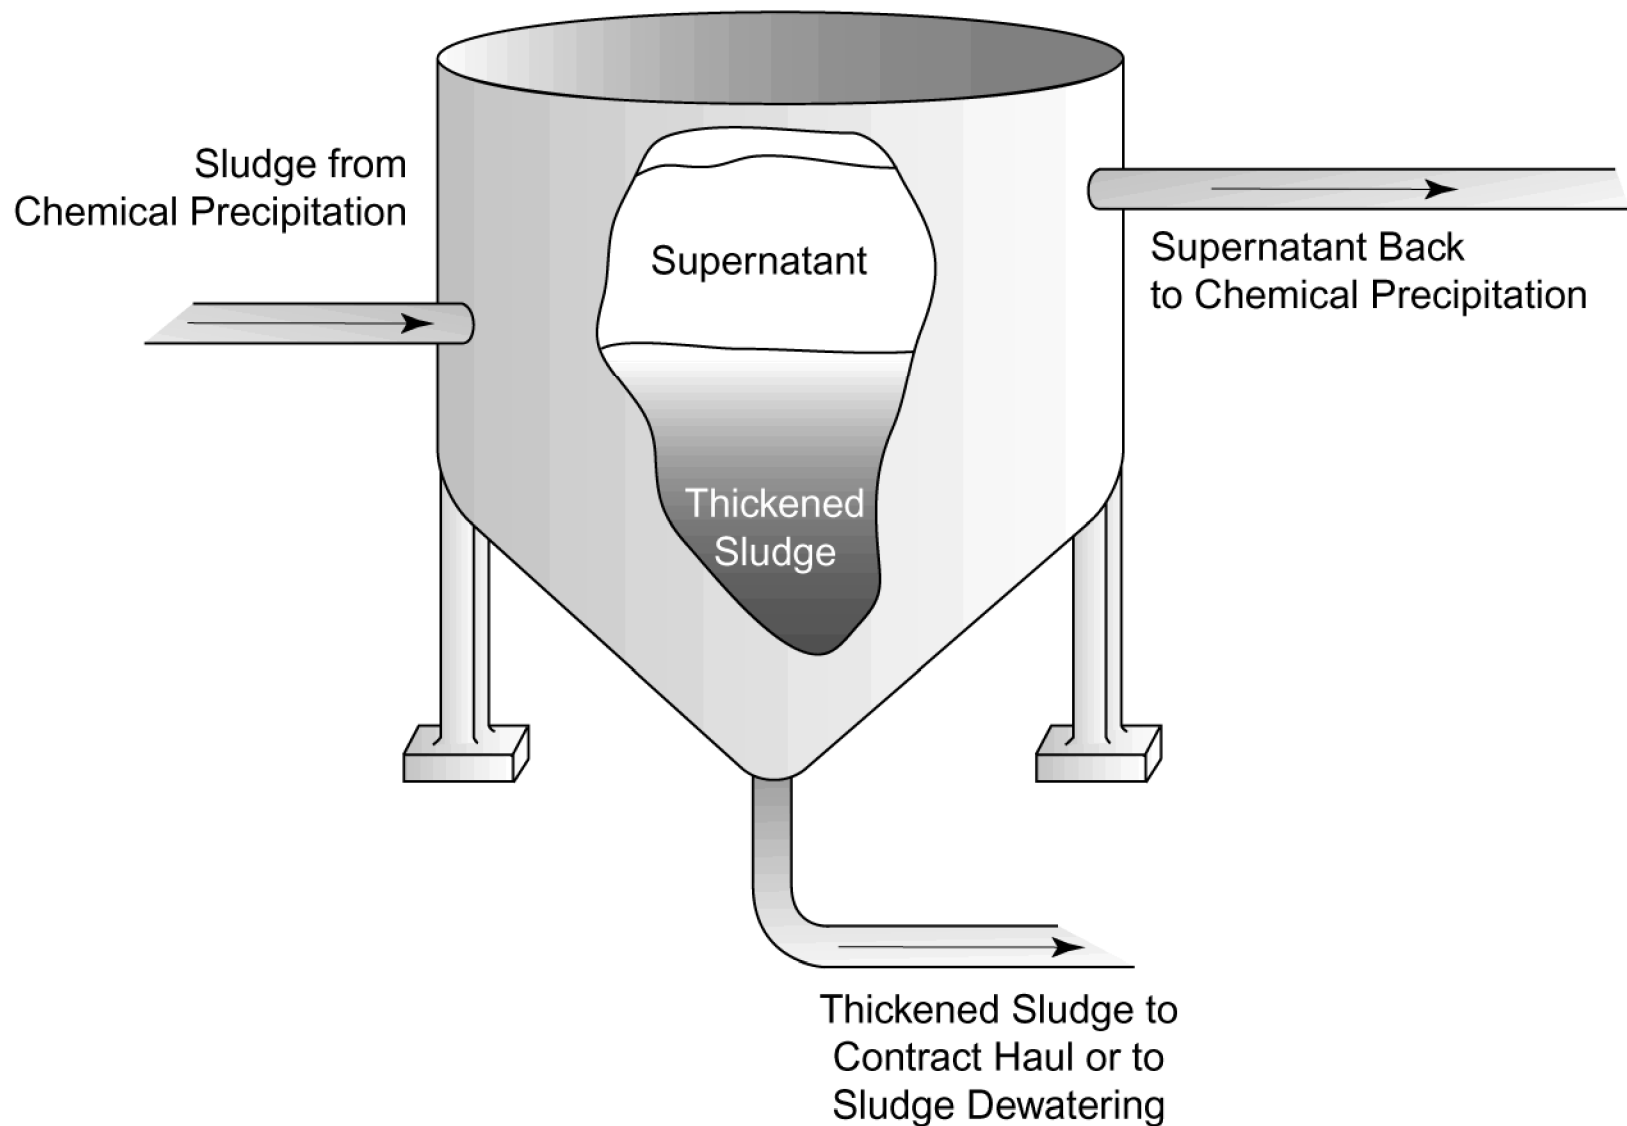 Sludge from
Chemical Precipitation
Supernatant
Supernatant Back
to Chemical Precipitation
Thickened
Sludge
Thickened Sludge to
Contract Haul or to
Sludge Dewatering